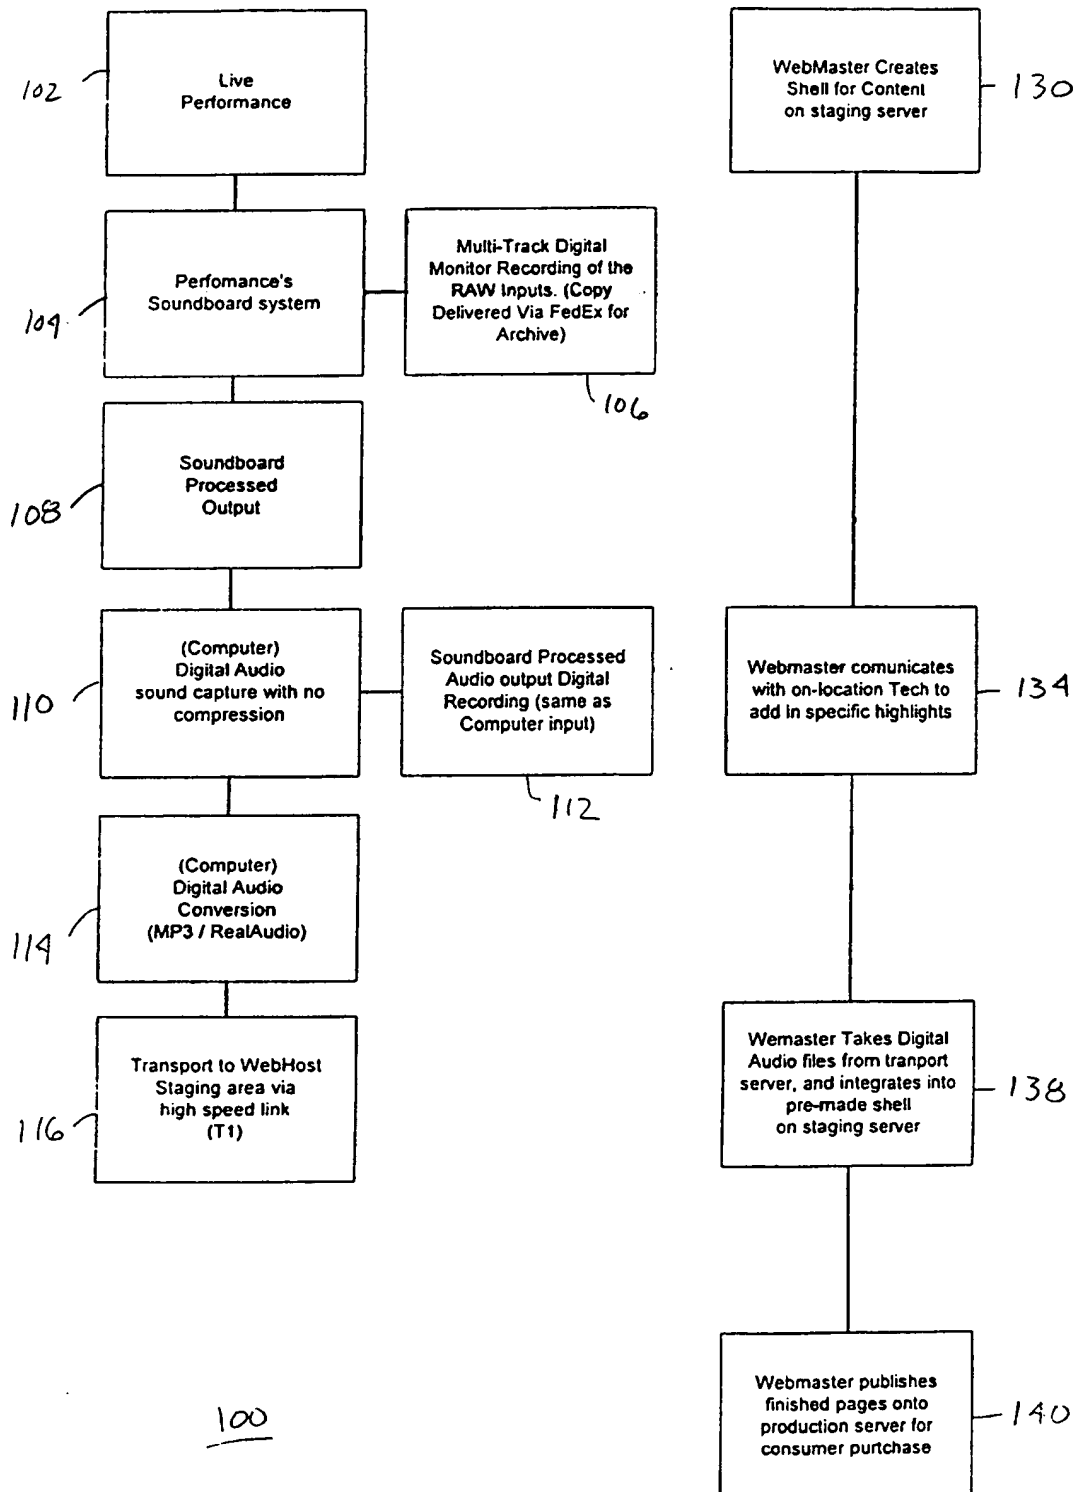 102
Live
Performance
104
Perfomance's
Soundboard system
Multi-Track Digital
Monitor Recording of the
RAW Inputs. (Copy
Delivered Via FedEx for
Archive)
106
108
Soundboard
Processed
Output
110
(Computer)
Digital Audio
sound capture with no
compression
Soundboard Processed
Audio output Digital
Recording (same as
Computer input)
112
114
(Computer)
Digital Audio
Conversion
(MP3 / RealAudio)
116
Transport to WebHost
Staging area via
high speed link
(T1)
100
WebMaster Creates
Shell for Content
on staging server
130
Webmaster comunicates
with on-location Tech to
add in specific highlights
134
Wemaster Takes Digital
Audio files from tranport
server, and integrates into
pre-made shell
on staging server
138
Webmaster publishes
finished pages onto
production server for
consumer purtchase
140